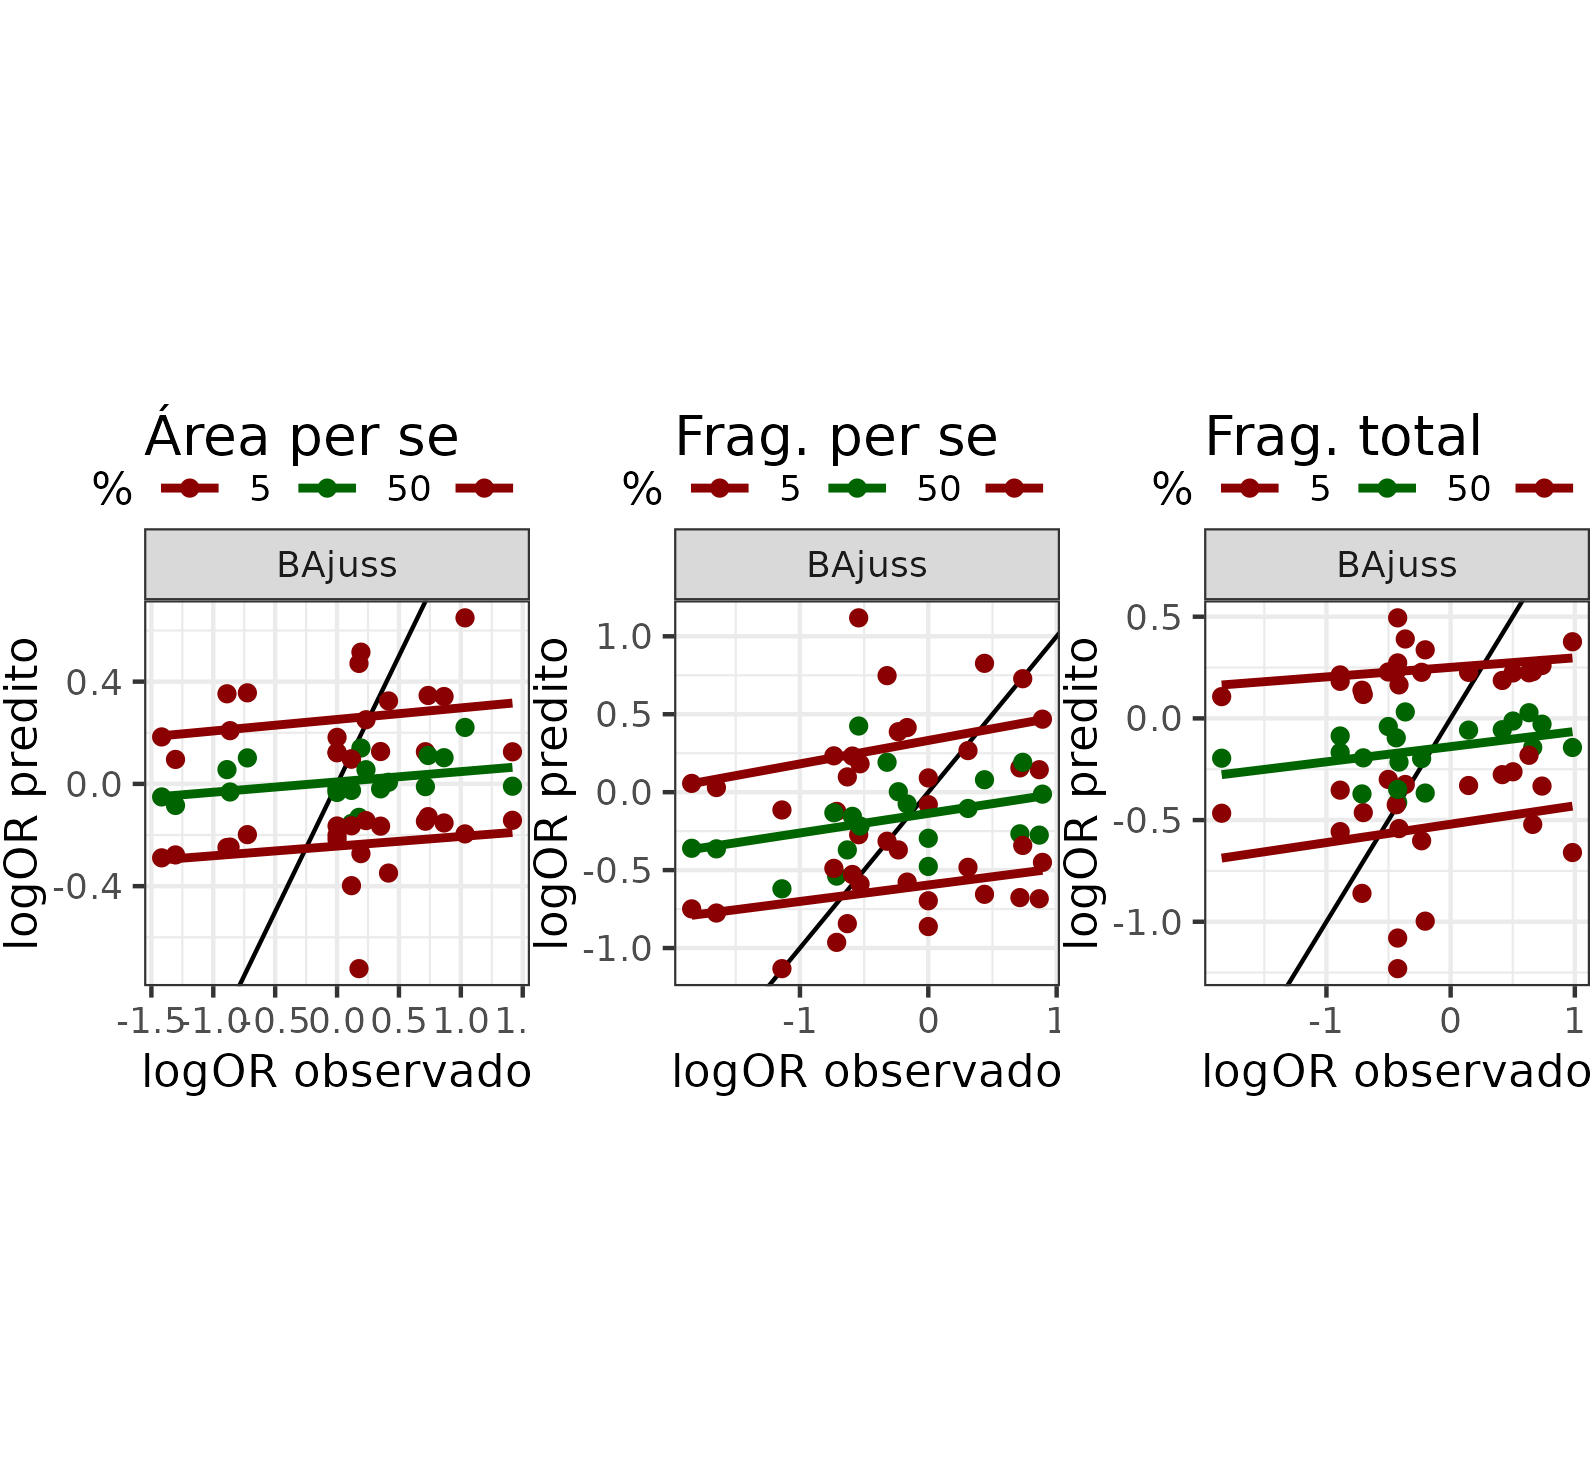 Área per se
% 5 50
BAjuss
logOR predito
0.4
0.0
-0.4
-1.5 -1.0 -0.5 0.0 0.5 1.0 1.
logOR observado
Frag. per se
% 5 50
BAjuss
logOR predito
1.0
0.5
0.0
-0.5
-1.0
-1 0 1
logOR observado
Frag. total
% 5 50
BAjuss
logOR predito
0.5
0.0
-0.5
-1.0
-1 0 1
logOR observado